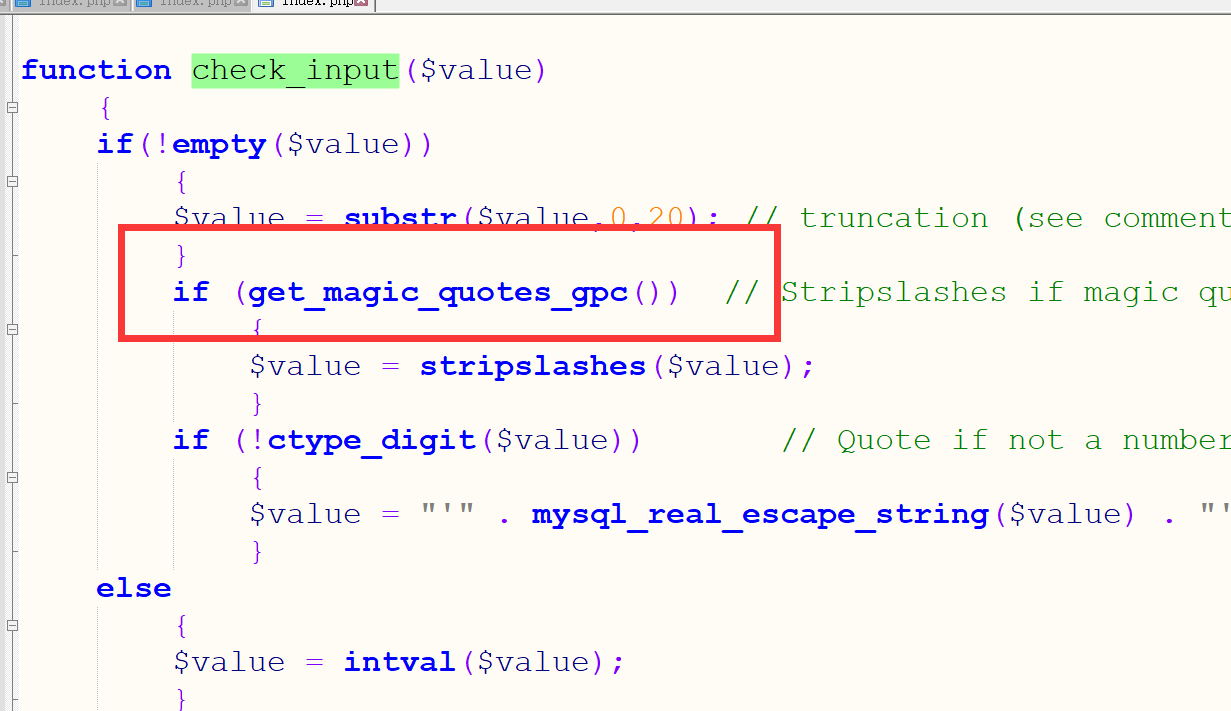 index.php index.php index.php
function check_input($value)
{
if(!empty($value))
{
$value = substr($value,0,20); // truncation (see comment
}
if (get_magic_quotes_gpc()) // Stripslashes if magic qu
{
$value = stripslashes($value);
}
if (!ctype_digit($value)) // Quote if not a number
{
$value = "'" . mysql_real_escape_string($value) . "'
}
else
{
$value = intval($value);
}